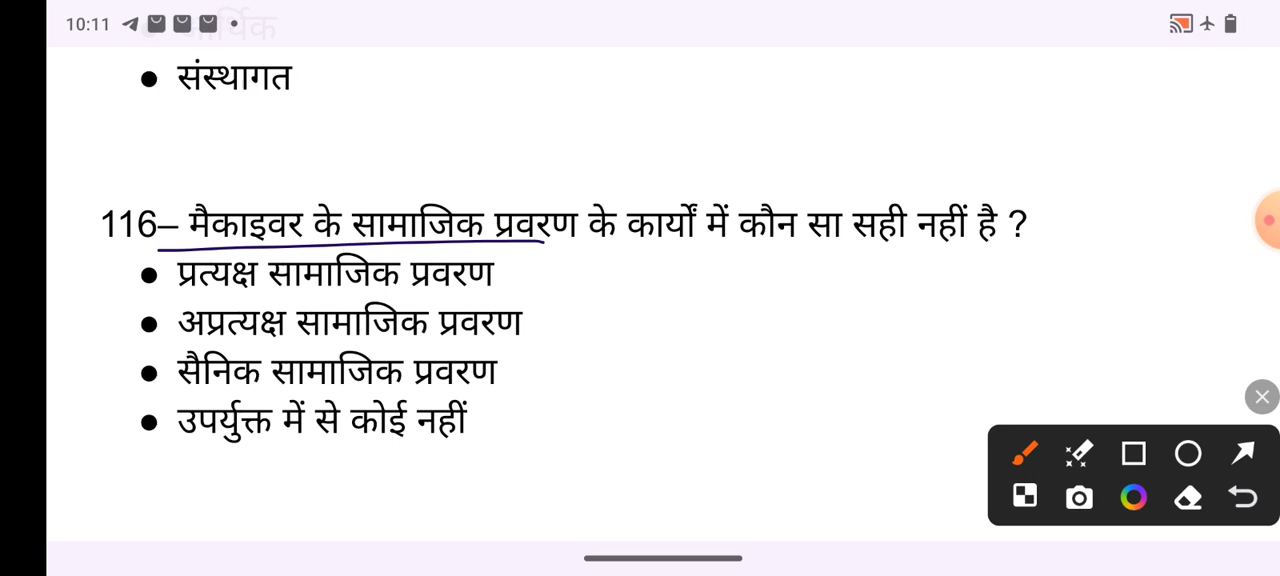 10:11
● संस्थागत
116– मैकाइवर के सामाजिक प्रवरण के कार्यों में कौन सा सही नहीं है ?
● प्रत्यक्ष सामाजिक प्रवरण
● अप्रत्यक्ष सामाजिक प्रवरण
● सैनिक सामाजिक प्रवरण
● उपर्युक्त में से कोई नहीं